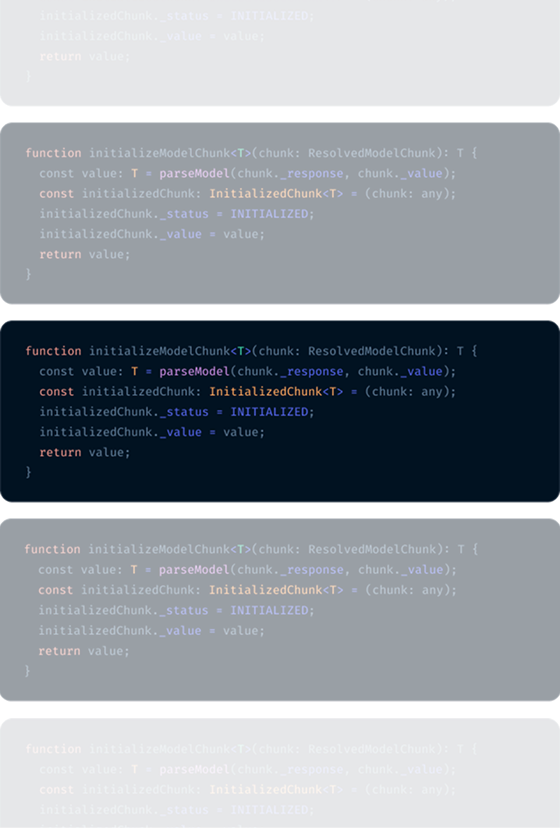 initializedChunk._status = INITIALIZED;
initializedChunk._value = value;
return value;
}
function initializeModelChunk<T>(chunk: ResolvedModelChunk): T {
const value: T = parseModel(chunk._response, chunk._value);
const initializedChunk: InitializedChunk<T> = (chunk: any);
initializedChunk._status = INITIALIZED;
initializedChunk._value = value;
return value;
}
function initializeModelChunk<T>(chunk: ResolvedModelChunk): T {
const value: T = parseModel(chunk._response, chunk._value);
const initializedChunk: InitializedChunk<T> = (chunk: any);
initializedChunk._status = INITIALIZED;
initializedChunk._value = value;
return value;
}
function initializeModelChunk<T>(chunk: ResolvedModelChunk): T {
const value: T = parseModel(chunk._response, chunk._value);
const initializedChunk: InitializedChunk<T> = (chunk: any);
initializedChunk._status = INITIALIZED;
initializedChunk._value = value;
return value;
}
function initializeModelChunk<T>(chunk: ResolvedModelChunk): T {
const value: T = parseModel(chunk._response, chunk._value);
const initializedChunk: InitializedChunk<T> = (chunk: any);
initializedChunk._status = INITIALIZED;